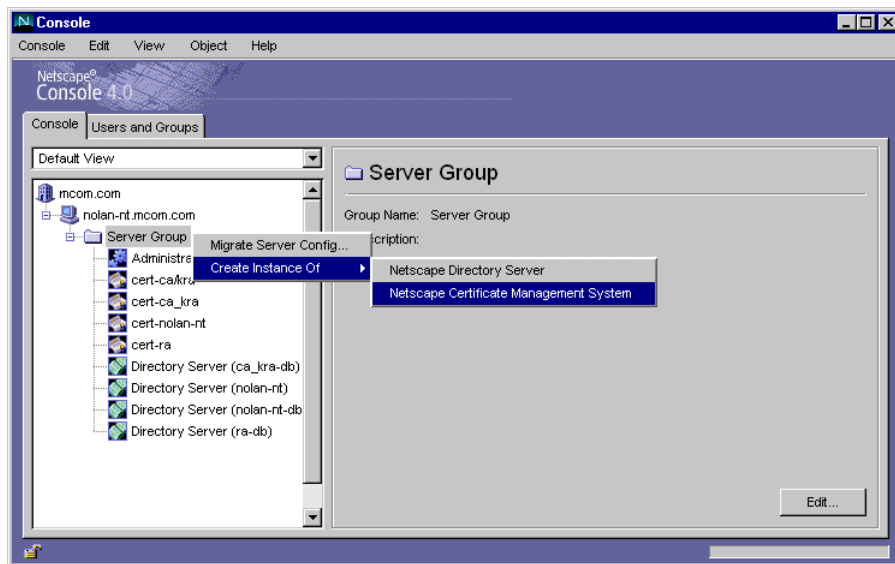 Console
Console Edit View Object Help
Netscape®
Console 4.0
Console Users and Groups
Default View
mcom.com
nolan-nt.mcom.com
Server Group
Administra
cert-ca/kra
cert-ca_kra
cert-nolan-nt
cert-ra
Directory Server (ca_kra-db)
Directory Server (nolan-nt)
Directory Server (nolan-nt-db
Directory Server (ra-db)
Migrate Server Config...
Create Instance Of
Netscape Directory Server
Netscape Certificate Management System
Server Group
Group Name: Server Group
cription:
Edit...